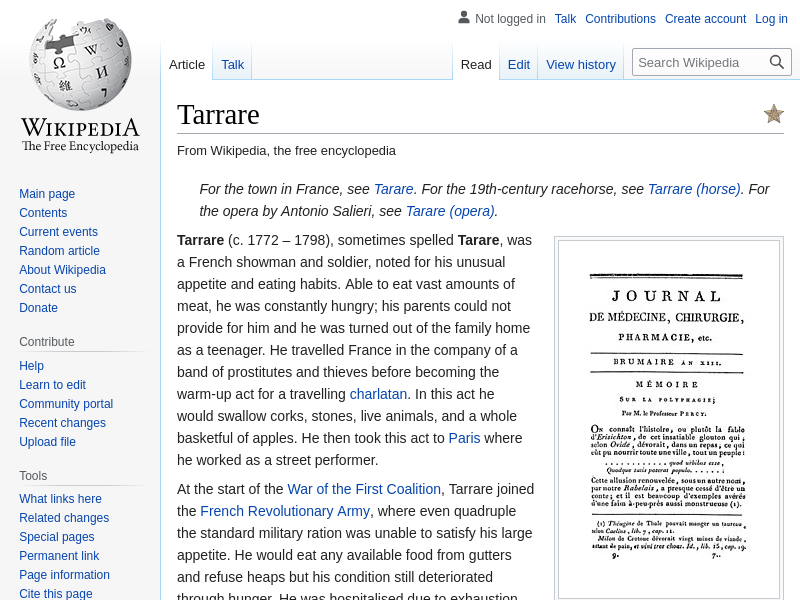 Not logged in Talk Contributions Create account Log in
Article Talk Read Edit View history Search Wikipedia
WIKIPEDIA
The Free Encyclopedia
Main page
Contents
Current events
Random article
About Wikipedia
Contact us
Donate
Contribute
Help
Learn to edit
Community portal
Recent changes
Upload file
Tools
What links here
Related changes
Special pages
Permanent link
Page information
Cite this page
Tarrare
From Wikipedia, the free encyclopedia
For the town in France, see Tarare. For the 19th-century racehorse, see Tarrare (horse). For
the opera by Antonio Salieri, see Tarare (opera).
Tarrare (c. 1772 – 1798), sometimes spelled Tarare, was
a French showman and soldier, noted for his unusual
appetite and eating habits. Able to eat vast amounts of
meat, he was constantly hungry; his parents could not
provide for him and he was turned out of the family home
as a teenager. He travelled France in the company of a
band of prostitutes and thieves before becoming the
warm-up act for a travelling charlatan. In this act he
would swallow corks, stones, live animals, and a whole
basketful of apples. He then took this act to Paris where
he worked as a street performer.
At the start of the War of the First Coalition, Tarrare joined
the French Revolutionary Army, where even quadruple
the standard military ration was unable to satisfy his large
appetite. He would eat any available food from gutters
and refuse heaps but his condition still deteriorated
through hunger. He was hospitalised due to exhaustion
JOURNAL
DE MÉDECINE, CHIRURGIE,
PHARMACIE, etc.
BRUMAIRE AN XIII.
MÉMOIRE
SUR LA POLYPHAGIE;
Par M. le Professeur PERCY.
On connaît l'histoire, ou plutôt la fable
d'Erisichton, de cet insatiable glouton qui,
selon Ovide, dévorait, dans un repas, ce qui
eût pu nourrir toute une ville, tout un peuple:
. . . . . . . . . . . quod urbibus esse,
Quodque satis poterat populo. . . . . . :
Cette allusion renouvelée, sous un autre nom,
par notre Rabelais, a presque cessé d'être un
conte; et il est beaucoup d'exemples avérés
d'une faim à-peu-près aussi monstrueuse (1).
(1) Théagine de Thale pouvait manger un taureau,
selon Caelius, lib. 7, cap. 11.
Milon de Crotone dévorait vingt mines de viande,
autant de pain, et vini tres choas. Id., lib. 15, cap. 19.
9. 7..